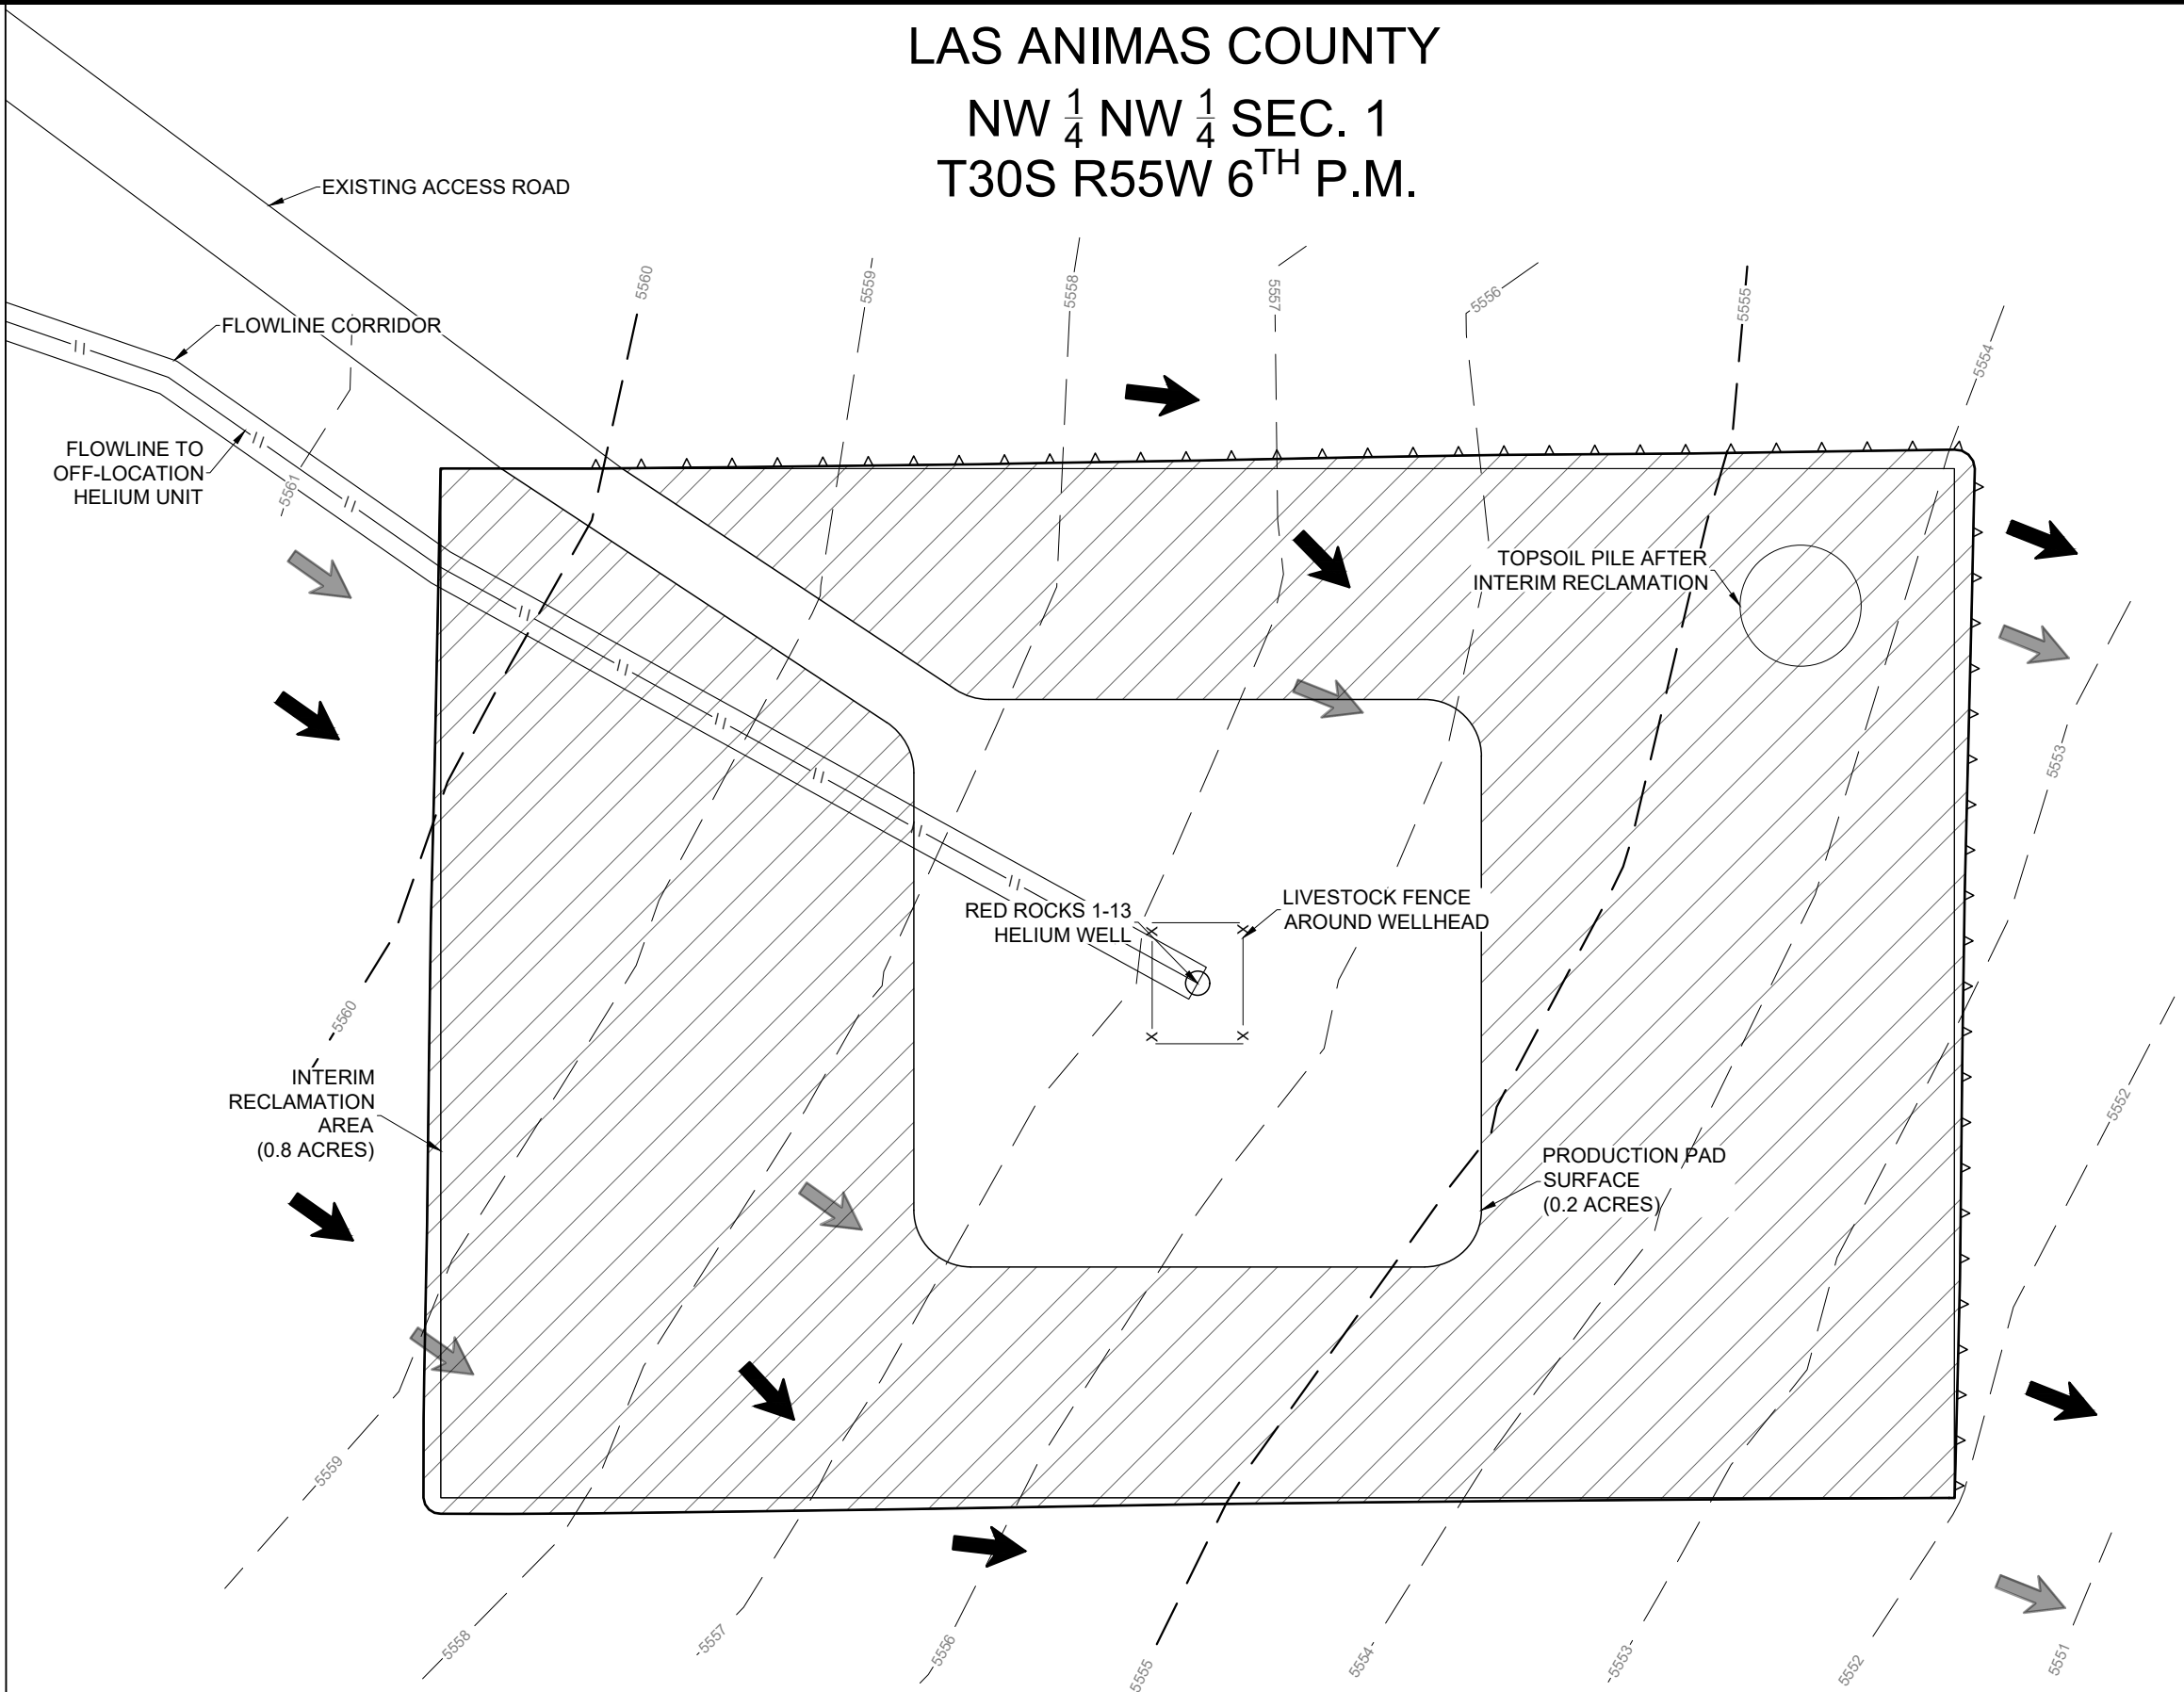 LAS ANIMAS COUNTY
NW 1/4 NW 1/4 SEC. 1
T30S R55W 6TH P.M.
EXISTING ACCESS ROAD
5560
5559
5558
5557
5556
5555
5554
FLOWLINE CORRIDOR
FLOWLINE TO
OFF-LOCATION
HELIUM UNIT
5561
TOPSOIL PILE AFTER
INTERIM RECLAMATION
5553
RED ROCKS 1-13
HELIUM WELL
LIVESTOCK FENCE
AROUND WELLHEAD
5560
INTERIM
RECLAMATION
AREA
(0.8 ACRES)
5552
PRODUCTION PAD
SURFACE
(0.2 ACRES)
5559
5558
5557
5556
5555
5554
5553
5552
5551